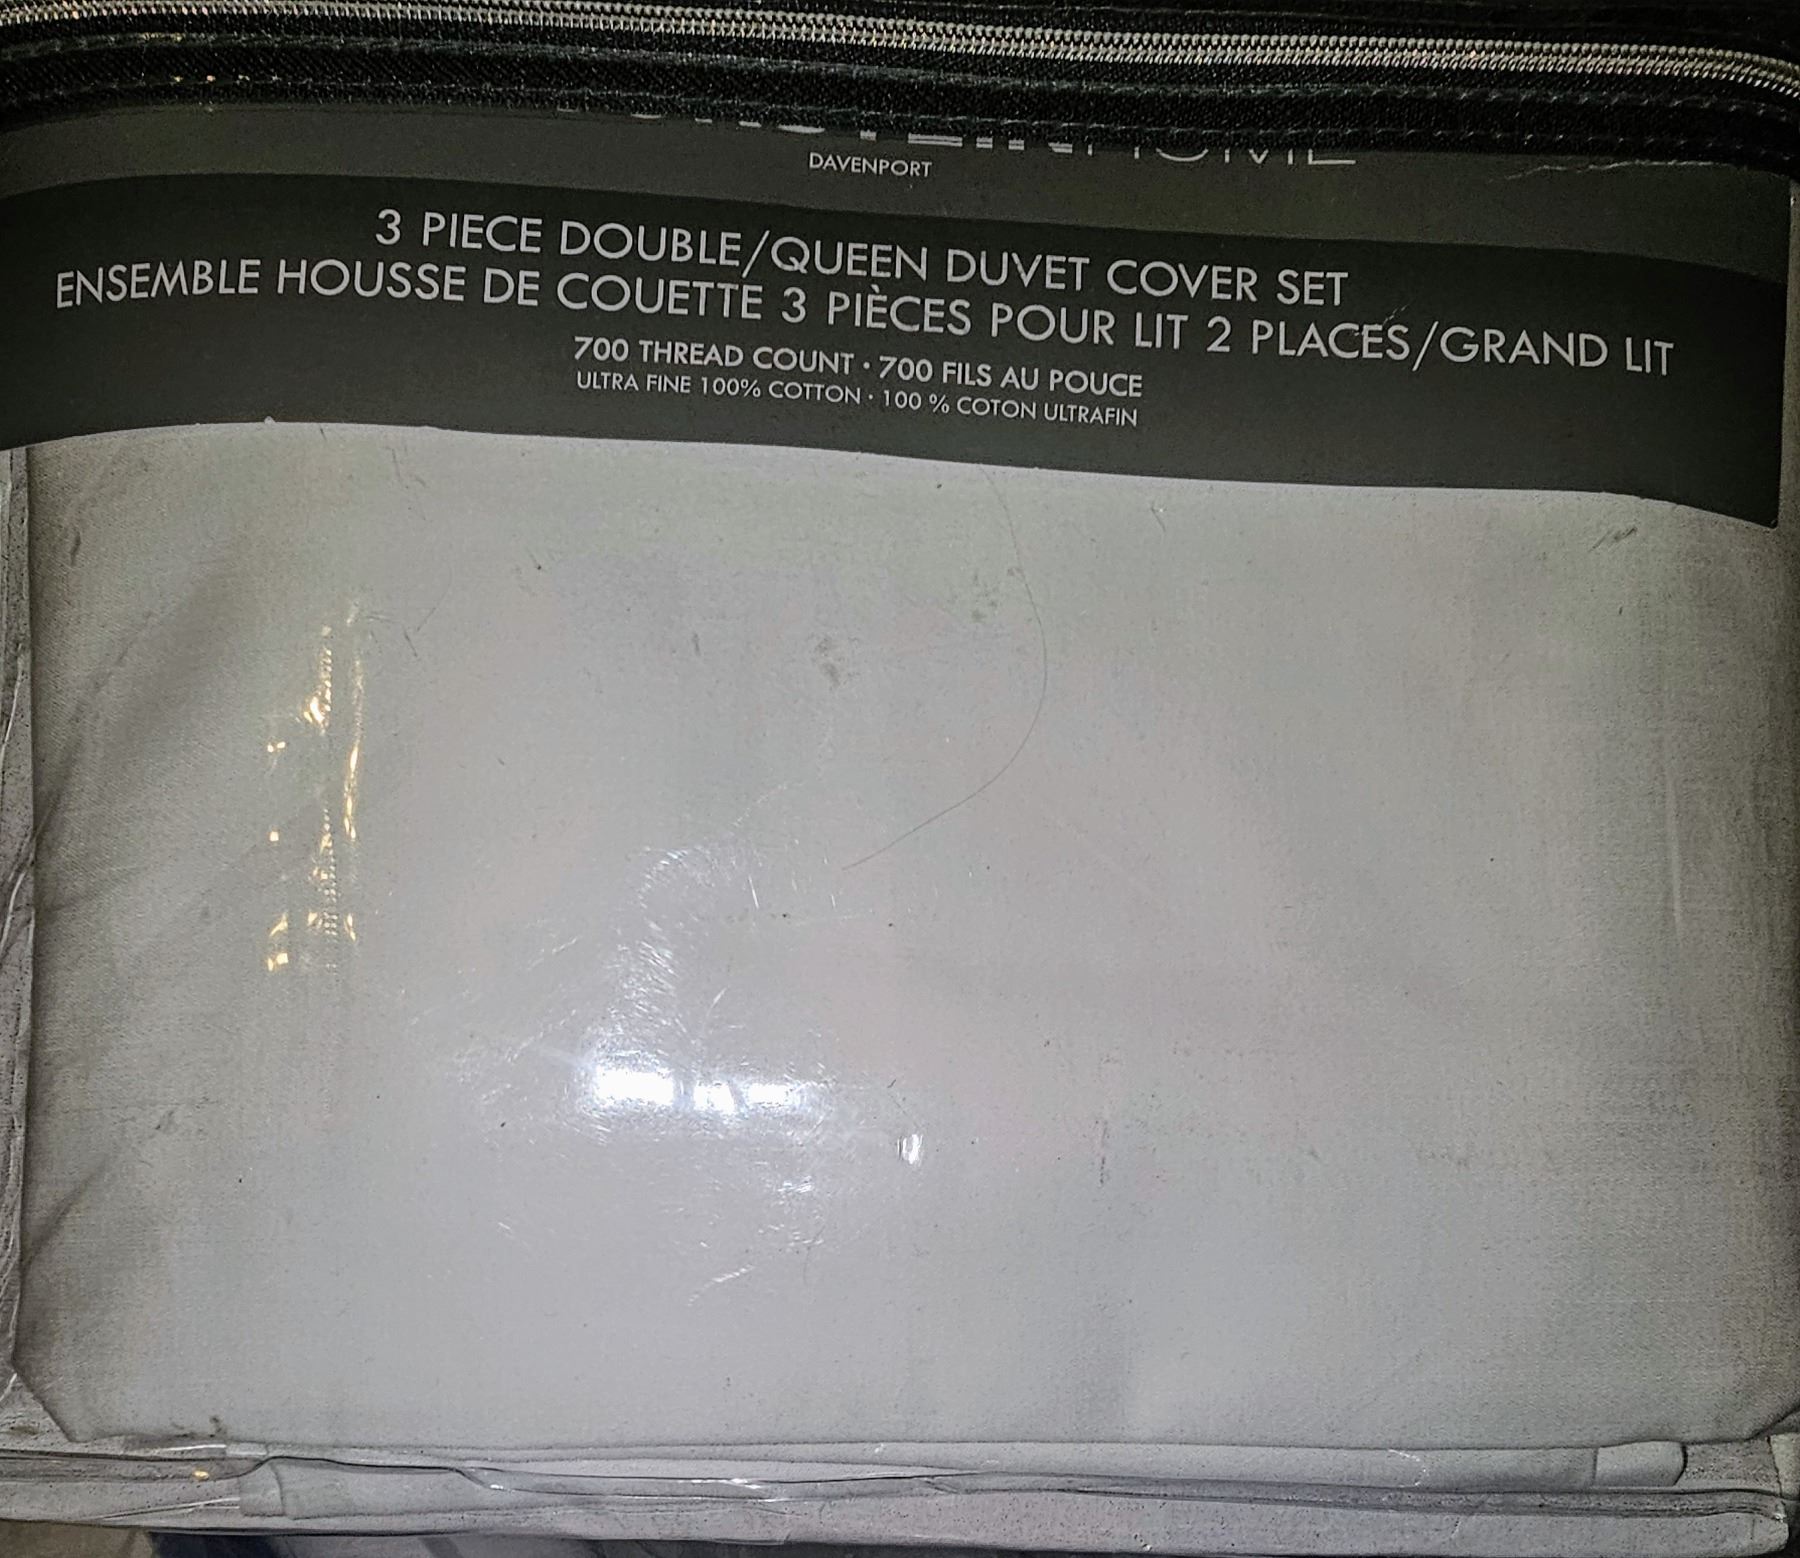 DAVENPORT
3 PIECE DOUBLE/QUEEN DUVET COVER SET
ENSEMBLE HOUSSE DE COUETTE 3 PIÈCES POUR LIT 2 PLACES/GRAND LIT
700 THREAD COUNT • 700 FILS AU POUCE
ULTRA FINE 100% COTTON • 100 % COTON ULTRAFIN